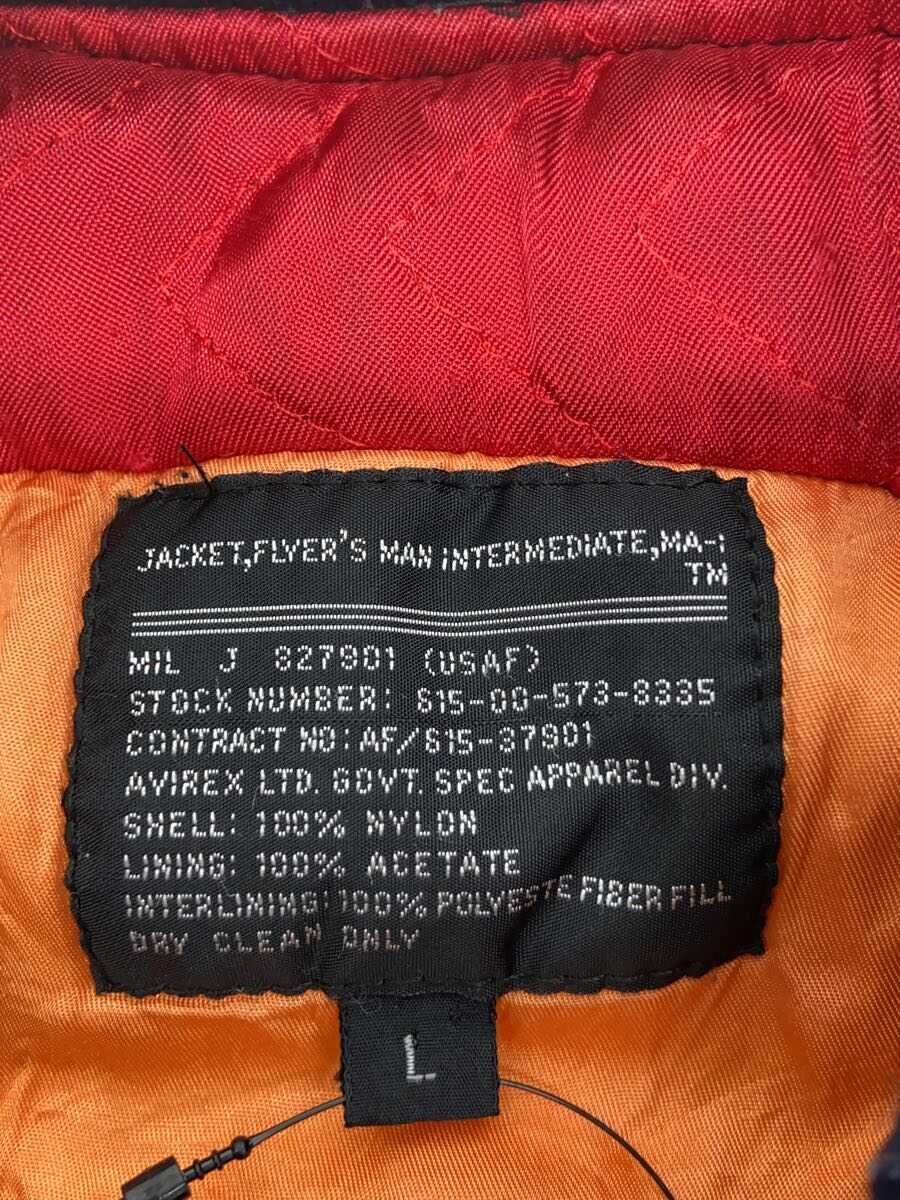 JACKET,FLYER'S MAN INTERMEDIATE,MA-1
TM
MIL J 827901 (USAF)
STOCK NUMBER: 615-00-573-8335
CONTRACT NO: AF/615-37901
AVIREX LTD. GOVT. SPEC APPAREL DIV.
SHELL: 100% NYLON
LINING: 100% ACETATE
INTERLINING: 100% POLYESTE FIBER FILL
DRY CLEAN ONLY
L